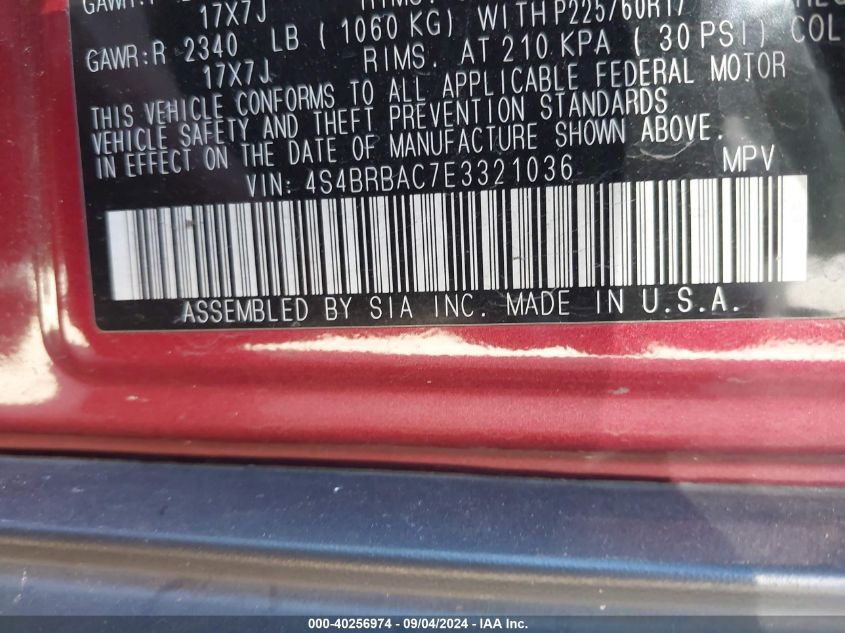 17X7J
LB ( 1060 KG) WITH P225/60R17
GAWR:R 2340
RIMS. AT 210 KPA ( 30 PSI) COL
17X7J
THIS VEHICLE CONFORMS TO ALL APPLICABLE FEDERAL MOTOR
VEHICLE SAFETY AND THEFT PREVENTION STANDARDS
IN EFFECT ON THE DATE OF MANUFACTURE SHOWN ABOVE.
VIN: 4S4BRBAC7E3321036 MPV
ASSEMBLED BY SIA INC. MADE IN U.S.A.
000-40256974 - 09/04/2024 - IAA Inc.